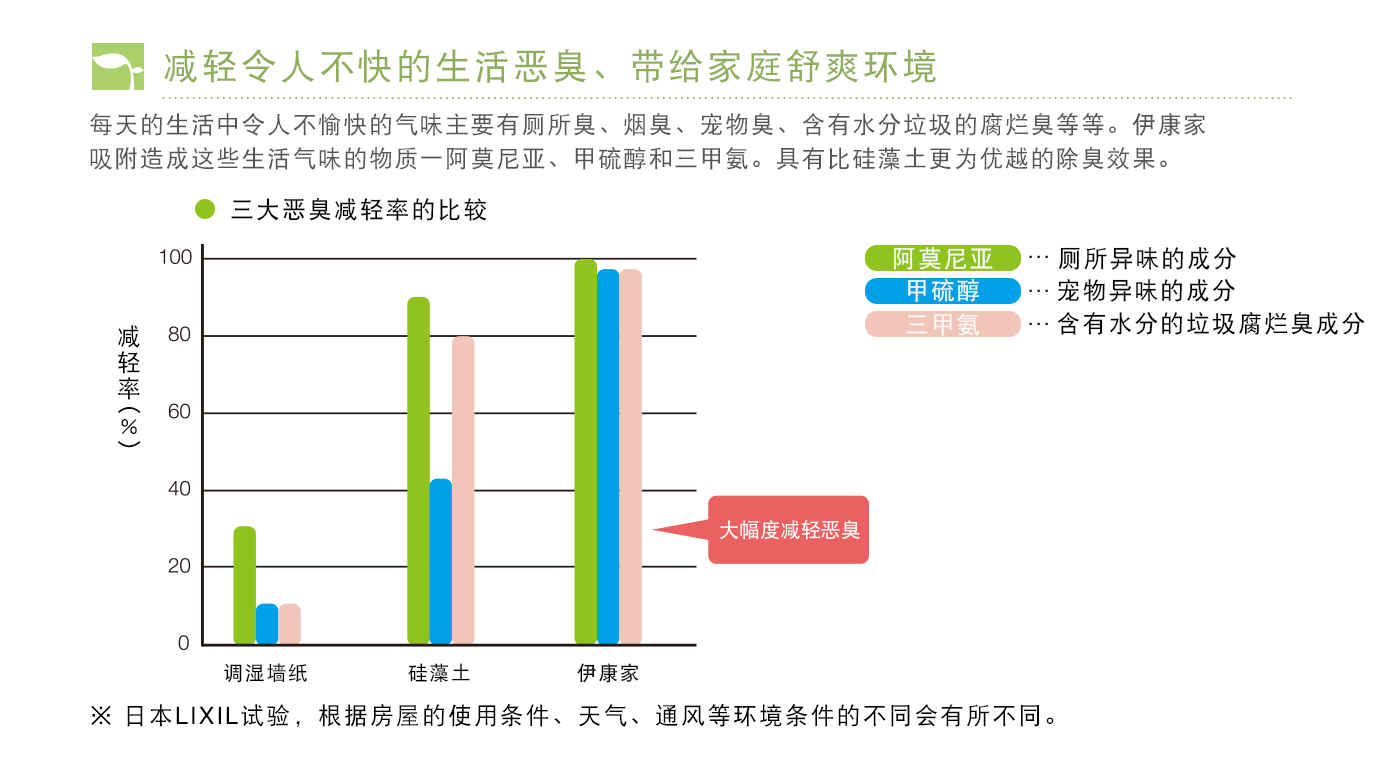 减轻令人不快的生活恶臭、带给家庭舒爽环境
每天的生活中令人不愉快的气味主要有厕所臭、烟臭、宠物臭、含有水分垃圾的腐烂臭等等。伊康家
吸附造成这些生活气味的物质一阿莫尼亚、甲硫醇和三甲氨。具有比硅藻土更为优越的除臭效果。
三大恶臭减轻率的比较
减轻率(%)
100
80
60
40
20
0
调湿墙纸
硅藻土
伊康家
大幅度减轻恶臭
阿莫尼亚 … 厕所异味的成分
甲硫醇 … 宠物异味的成分
三甲氨 … 含有水分的垃圾腐烂臭成分
※ 日本LIXIL试验，根据房屋的使用条件、天气、通风等环境条件的不同会有所不同。